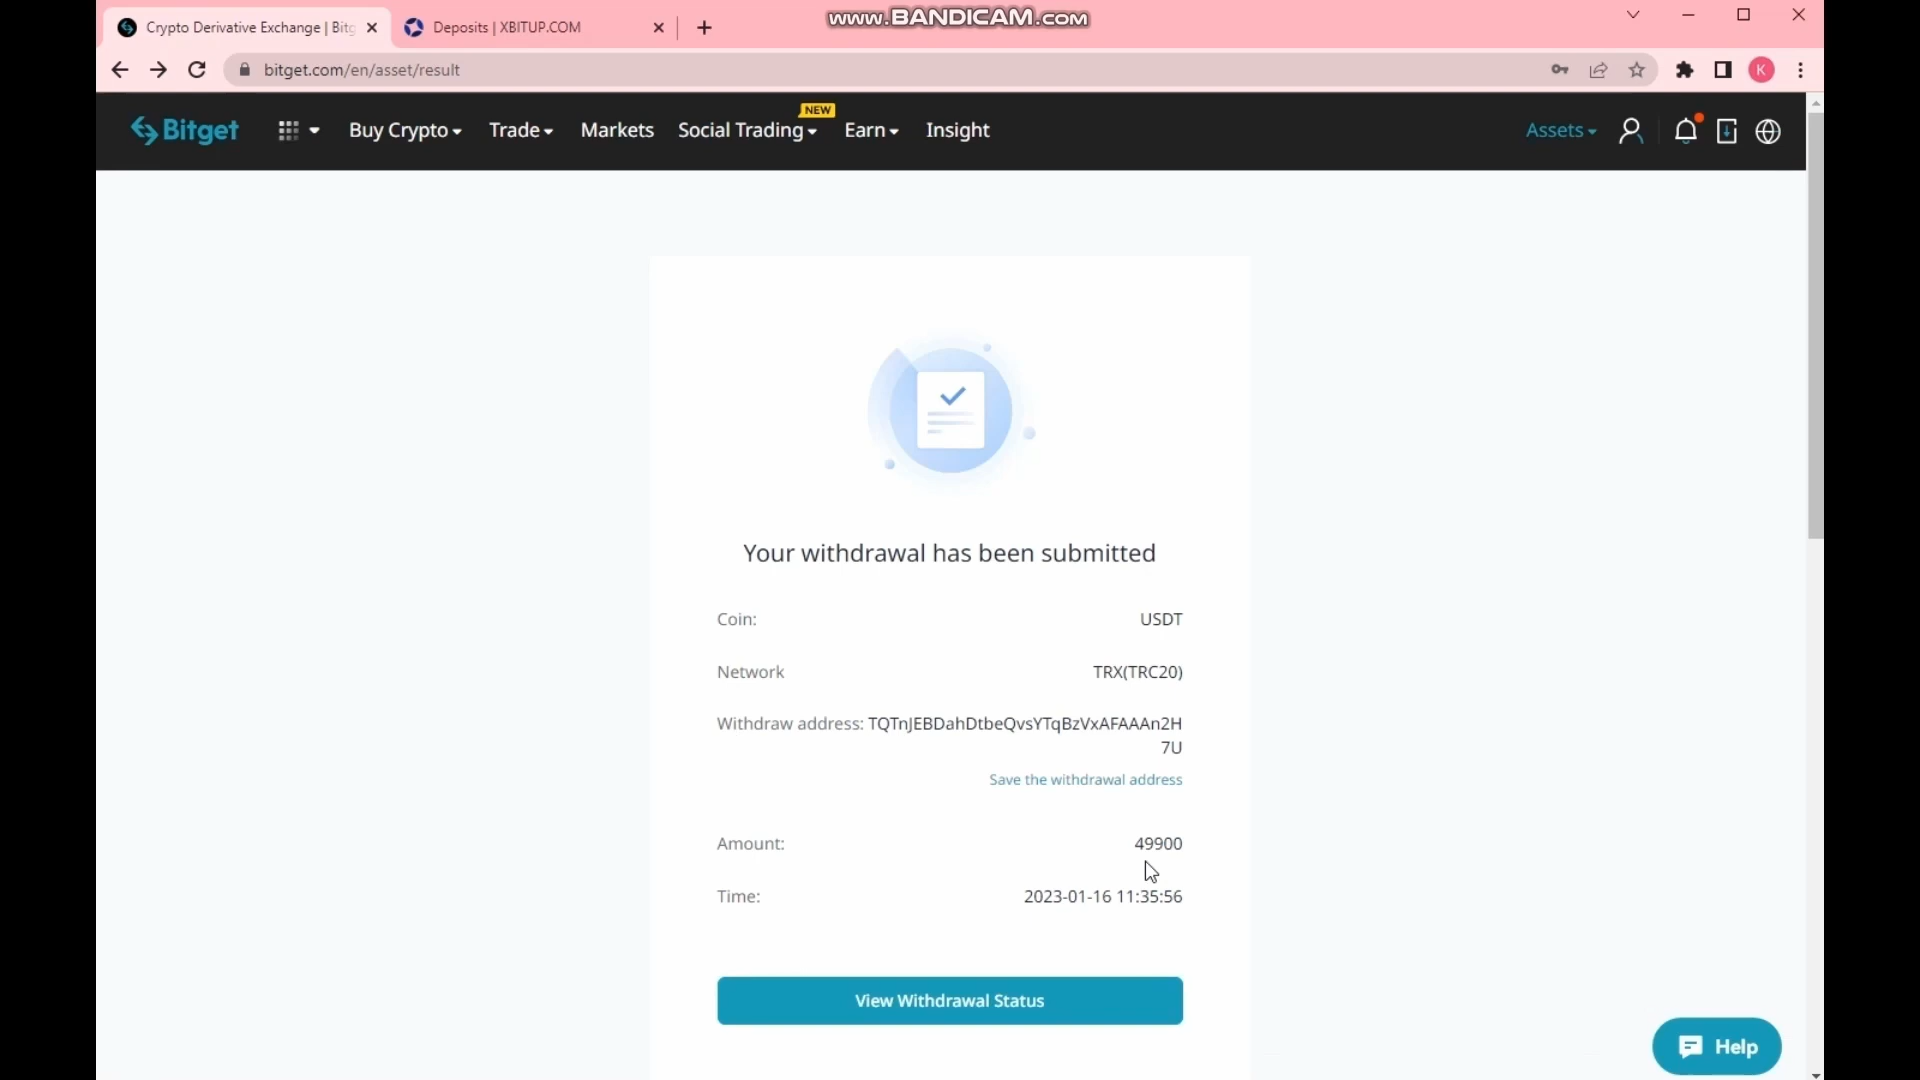 www.BANDICAM.com
Crypto Derivative Exchange | Bitg
Deposits | XBITUP.COM
bitget.com/en/asset/result
K
Bitget
Buy Crypto
Trade
Markets
Social Trading
NEW
Earn
Insight
Assets
Your withdrawal has been submitted
Coin: USDT
Network TRX(TRC20)
Withdraw address: TQTnJEBDahDtbeQvsYTqBzVxAFAAAn2H
7U
Save the withdrawal address
Amount: 49900
Time: 2023-01-16 11:35:56
View Withdrawal Status
Help